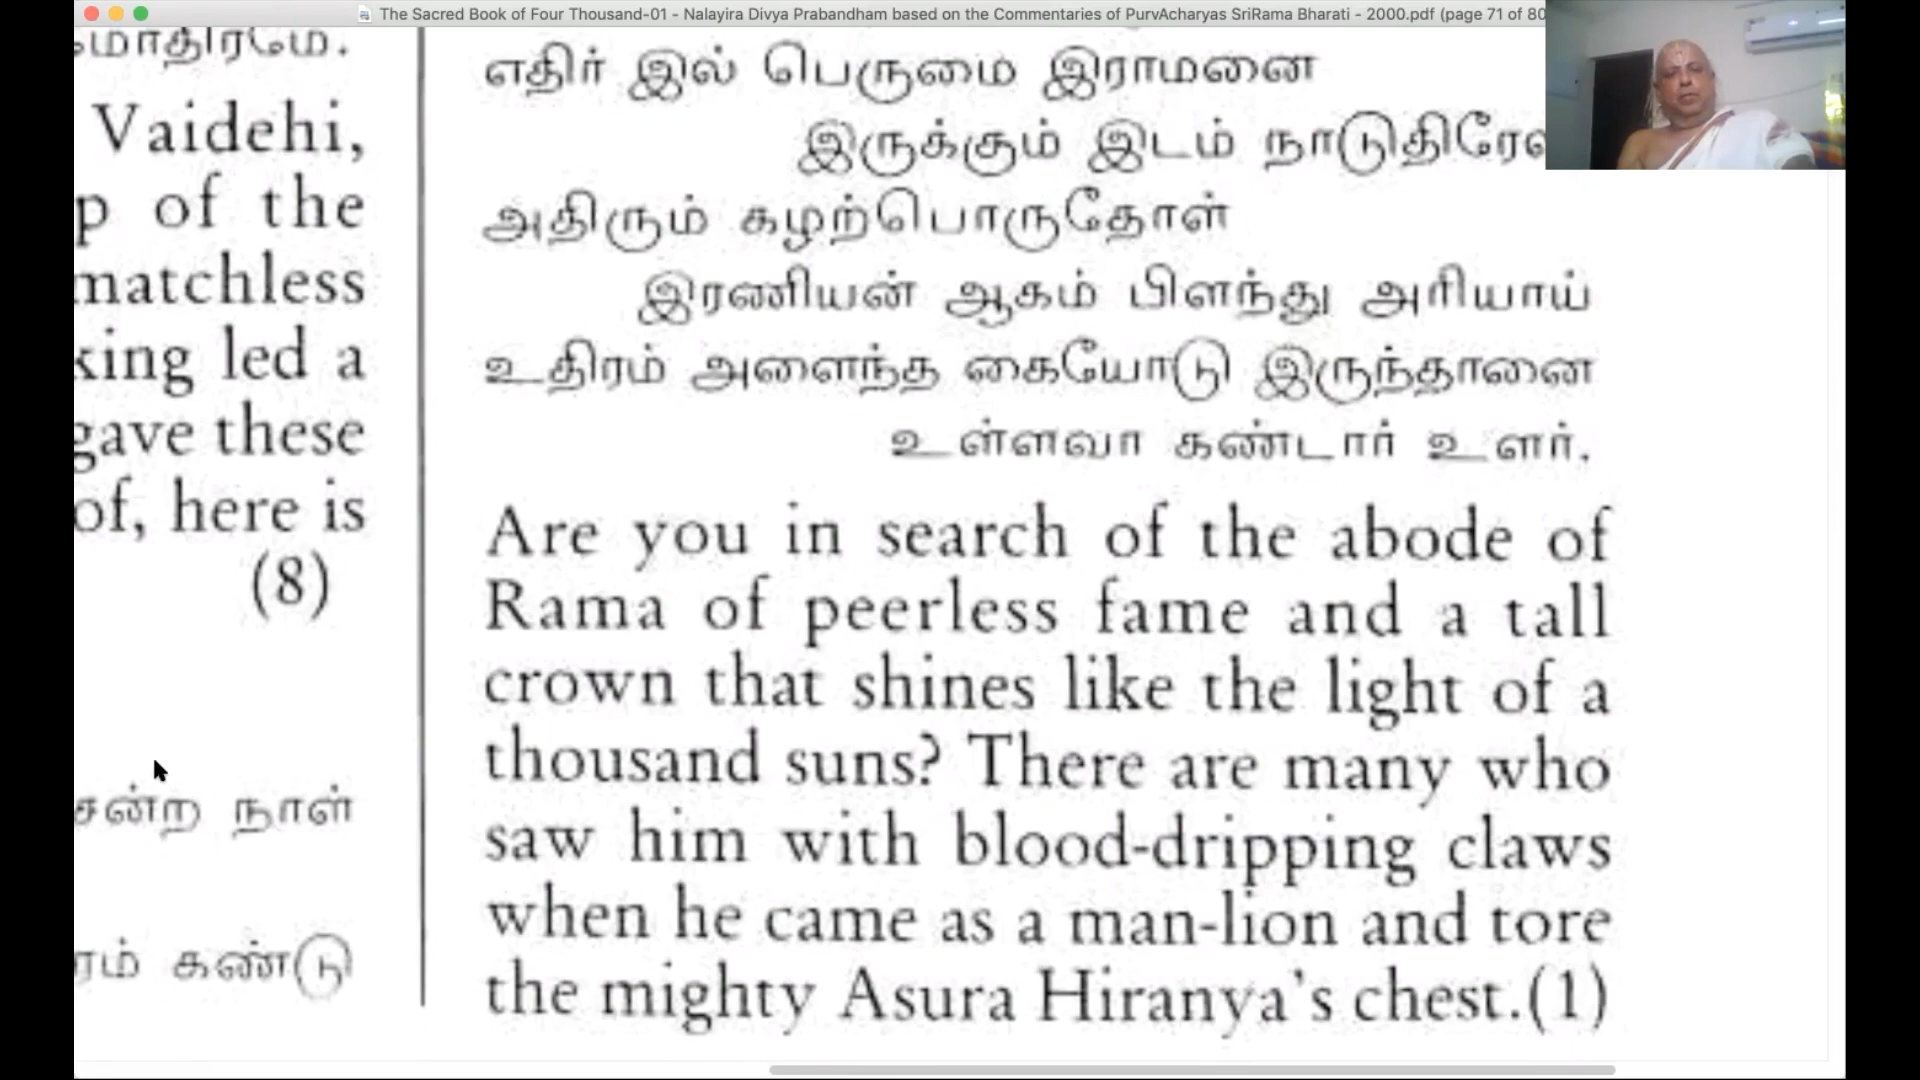 The Sacred Book of Four Thousand-01 - Nalayira Divya Prabandham based on the Commentaries of PurvAcharyas SriRama Bharati - 2000.pdf (page 71 of 80
மோதிரமே.
Vaidehi,
p of the
matchless
king led a
gave these
of, here is
(8)
சென்ற நாள்
ரம் கண்டு
எதிர் இல் பெருமை இராமனை
இருக்கும் இடம் நாடுதிரேல்
அதிரும் கழற்பொருதோள்
இரணியன் ஆகம் பிளந்து அரியாய்
உதிரம் அளைந்த கையோடு இருந்தானை
உள்ளவா கண்டார் உளர்.
Are you in search of the abode of
Rama of peerless fame and a tall
crown that shines like the light of a
thousand suns? There are many who
saw him with blood-dripping claws
when he came as a man-lion and tore
the mighty Asura Hiranya's chest.(1)